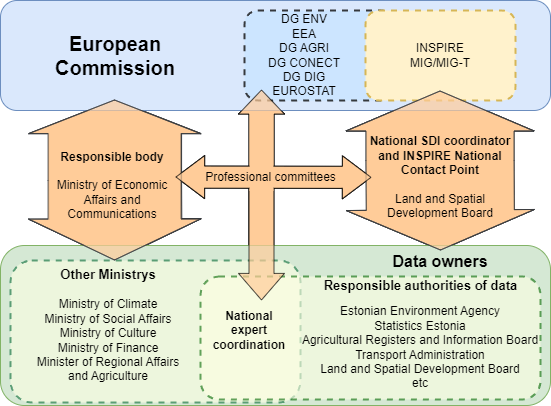 European
Commission
DG ENV
EEA
DG AGRI
DG CONECT
DG DIG
EUROSTAT
INSPIRE
MIG/MIG-T
Responsible body
Ministry of Economic
Affairs and
Communications
Professional committees
National SDI coordinator
and INSPIRE National
Contact Point
Land and Spatial
Development Board
Data owners
Other Ministrys
Ministry of Climate
Ministry of Social Affairs
Ministry of Culture
Ministry of Finance
Minister of Regional Affairs
and Agriculture
National
expert
coordination
Responsible authorities of data
Estonian Environment Agency
Statistics Estonia
Agricultural Registers and Information Board
Transport Administration
Land and Spatial Development Board
etc